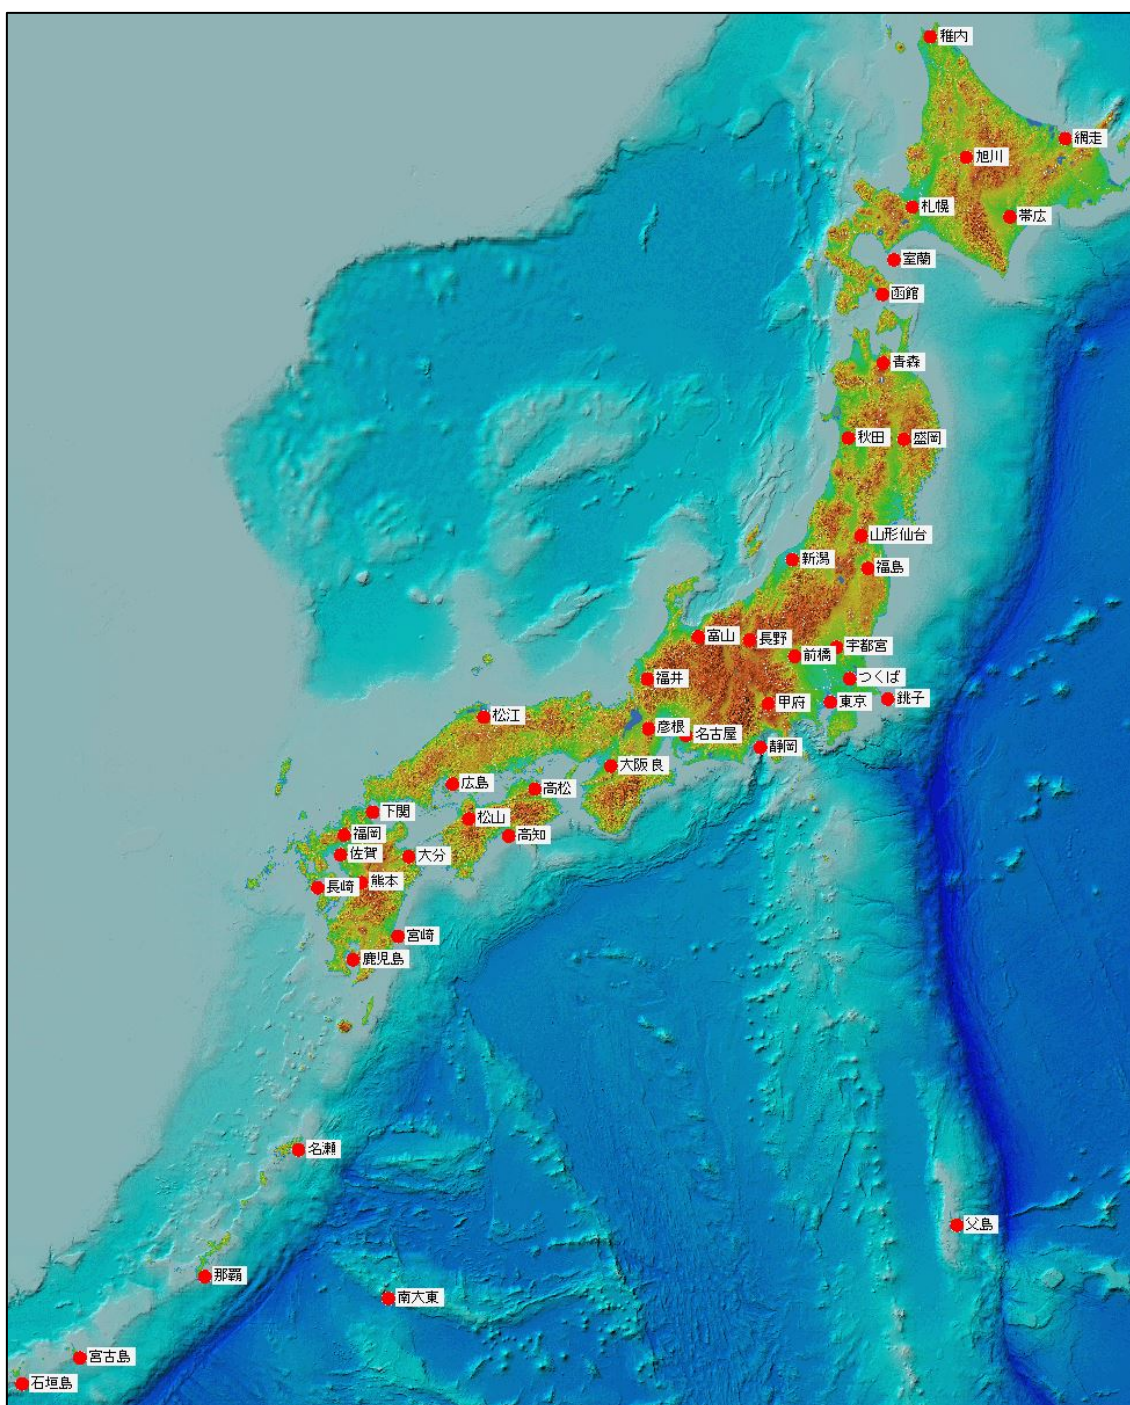 稚内
網走
旭川
札幌
帯広
室蘭
函館
青森
秋田
盛岡
山形仙台
新潟
福島
富山
長野
宇都宮
前橋
福井
つくば
銚子
甲府
東京
松江
彦根
名古屋
静岡
大阪良
広島
高松
下関
松山
福岡
高知
佐賀
大分
熊本
長崎
宮崎
鹿児島
名瀬
父島
那覇
南大東
宮古島
石垣島